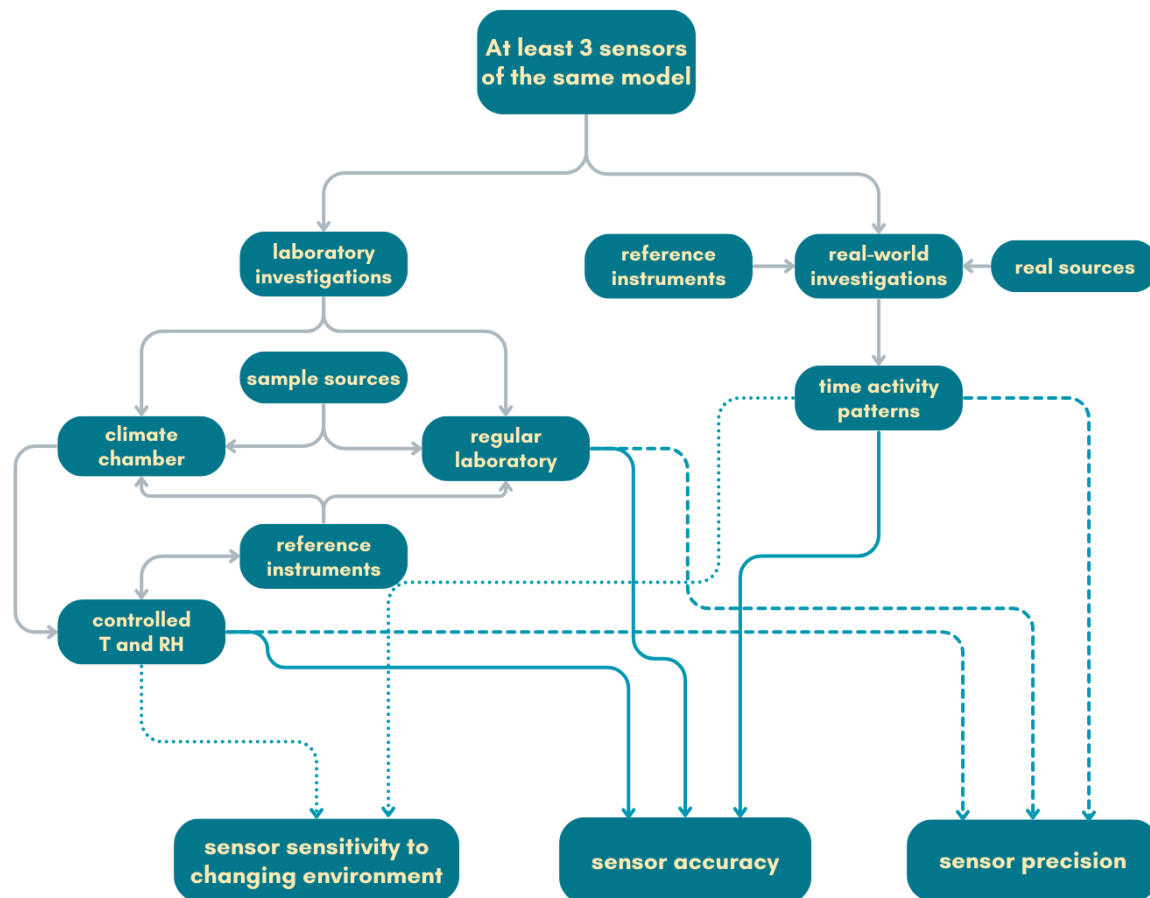 At least 3 sensors
of the same model
laboratory
investigations
reference
instruments
real-world
investigations
real sources
sample sources
time activity
patterns
climate
chamber
regular
laboratory
reference
instruments
controlled
T and RH
sensor sensitivity to
changing environment
sensor accuracy
sensor precision